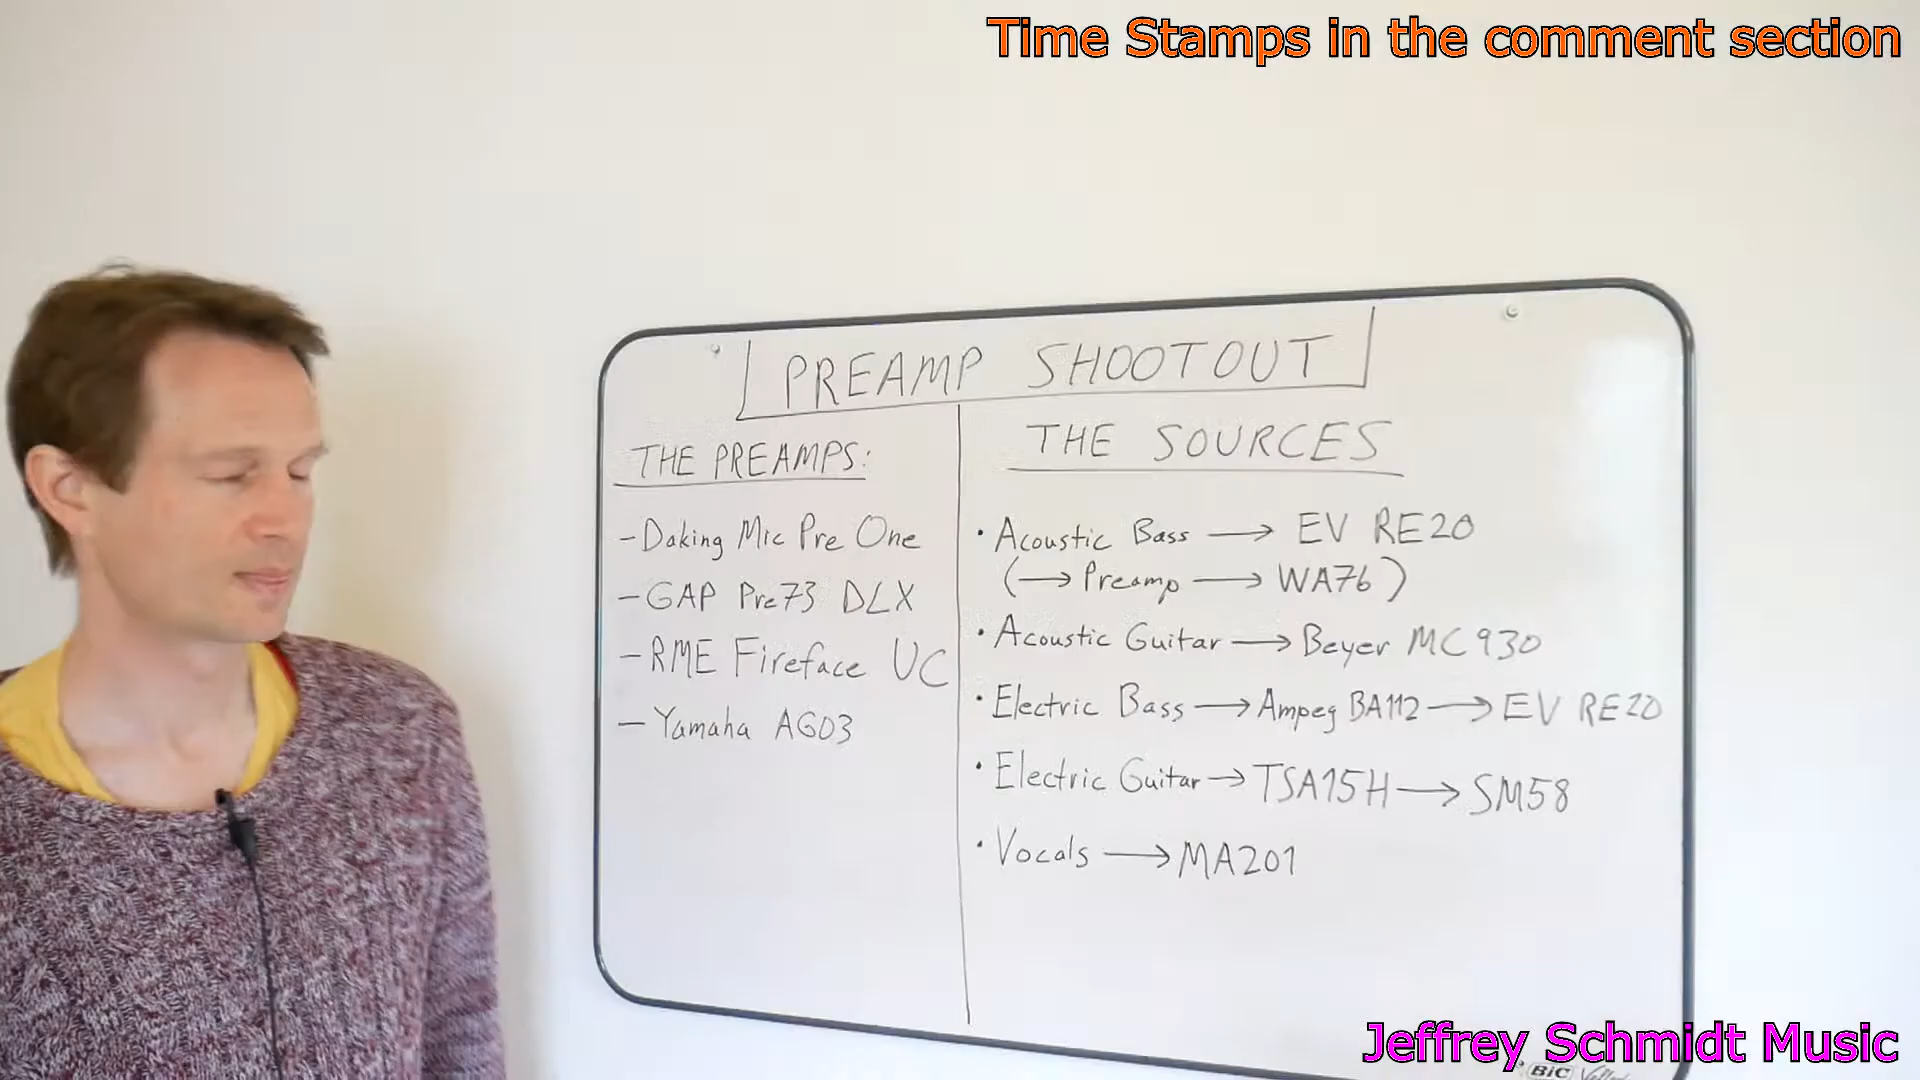 Time Stamps in the comment section
PREAMP SHOOTOUT
THE PREAMPS:
- Daking Mic Pre One
- GAP Pre73 DLX
- RME Fireface UC
- Yamaha AG03
THE SOURCES
• Acoustic Bass → EV RE20
(→ Preamp → WA76)
• Acoustic Guitar → Beyer MC930
• Electric Bass → Ampeg BA112 → EV RE20
• Electric Guitar → TSA15H → SM58
• Vocals → MA201
Jeffrey Schmidt Music
BIC